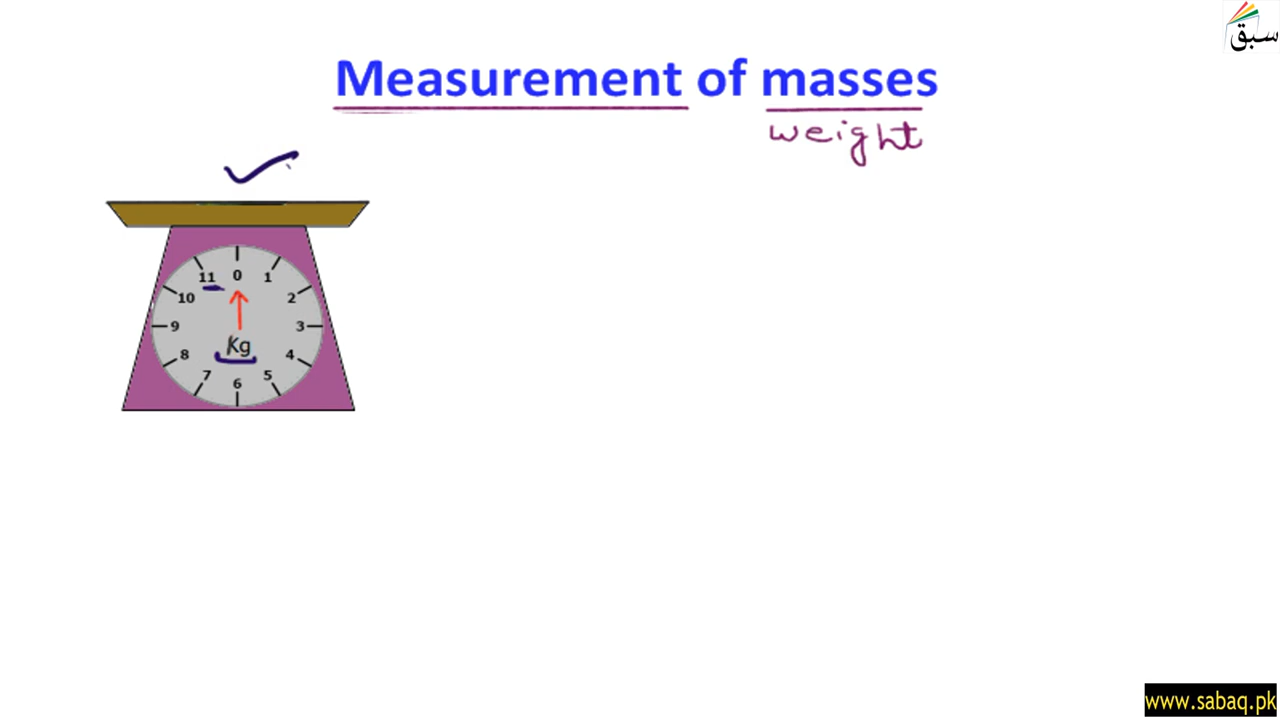 سبق
Measurement of masses
weight
0
1
2
3
4
5
6
7
8
9
10
11
Kg
www.sabaq.pk